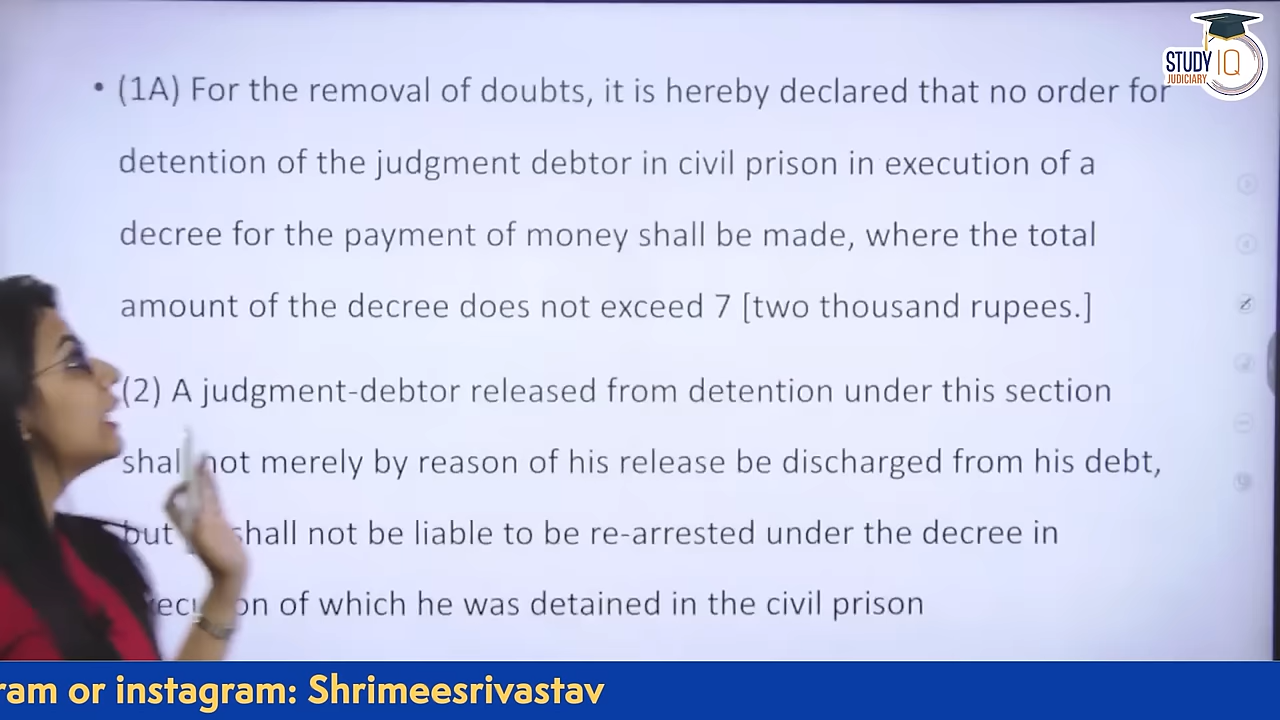 STUDY IQ
JUDICIARY
• (1A) For the removal of doubts, it is hereby declared that no order for
detention of the judgment debtor in civil prison in execution of a
decree for the payment of money shall be made, where the total
amount of the decree does not exceed 7 [two thousand rupees.]
(2) A judgment-debtor released from detention under this section
shall not merely by reason of his release be discharged from his debt,
but shall not be liable to be re-arrested under the decree in
of which he was detained in the civil prison
or instagram: Shrimeesrivastav